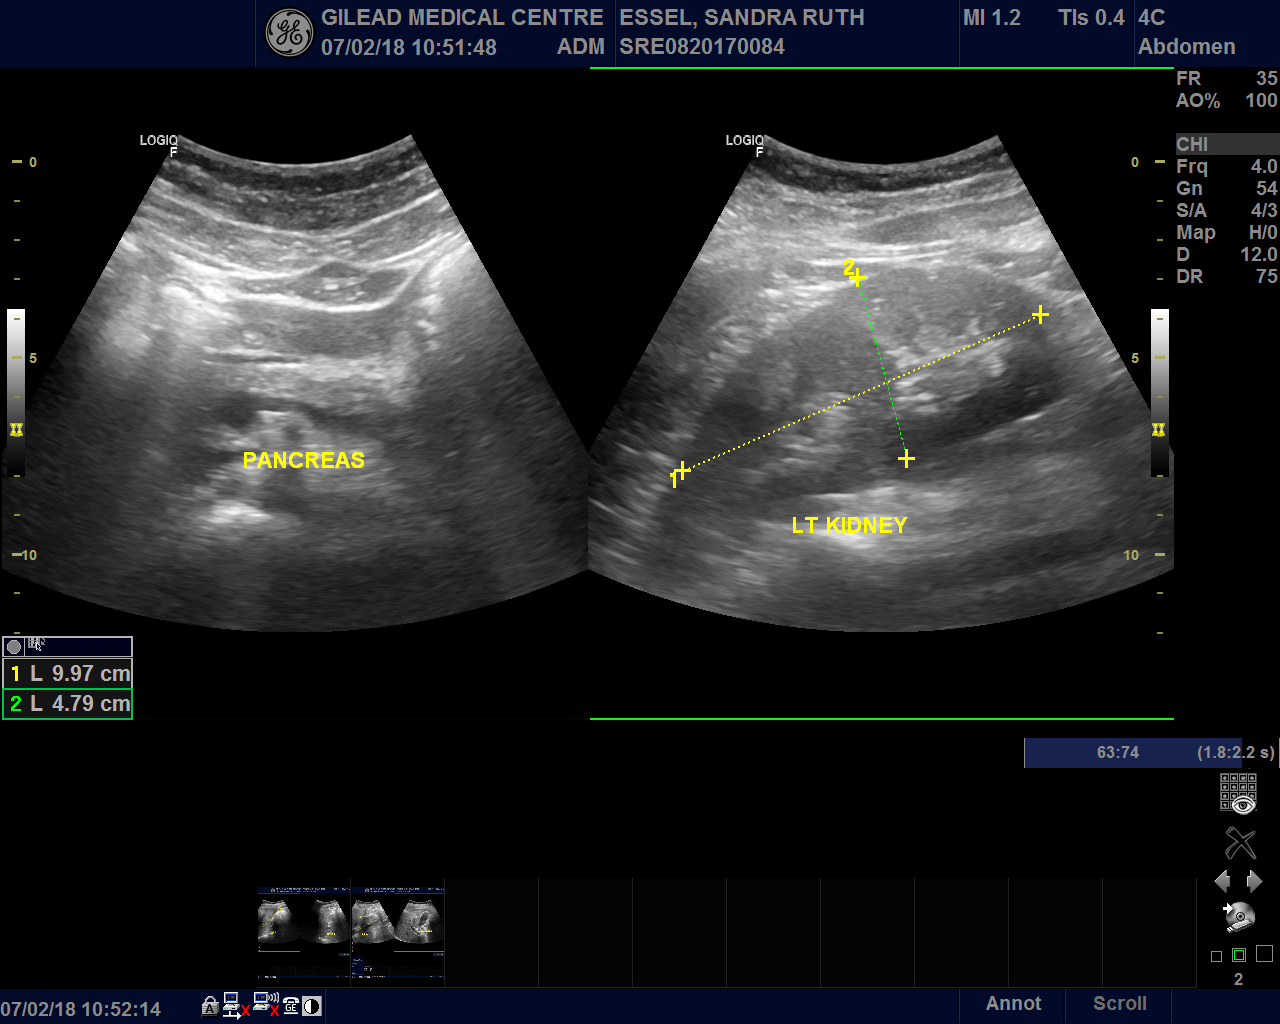 GILEAD MEDICAL CENTRE
07/02/18 10:51:48 ADM
ESSEL, SANDRA RUTH
SRE0820170084
MI 1.2 TIs 0.4
4C
Abdomen
FR 35
AO% 100
CHI
Frq 4.0
Gn 54
S/A 4/3
Map H/0
D 12.0
DR 75
LOGIQ
F
0
5
10
PANCREAS
LOGIQ
F
0
5
10
2
1
LT KIDNEY
1 L 9.97 cm
2 L 4.79 cm
63:74 (1.8:2.2 s)
2
07/02/18 10:52:14
A
GE
Annot
Scroll